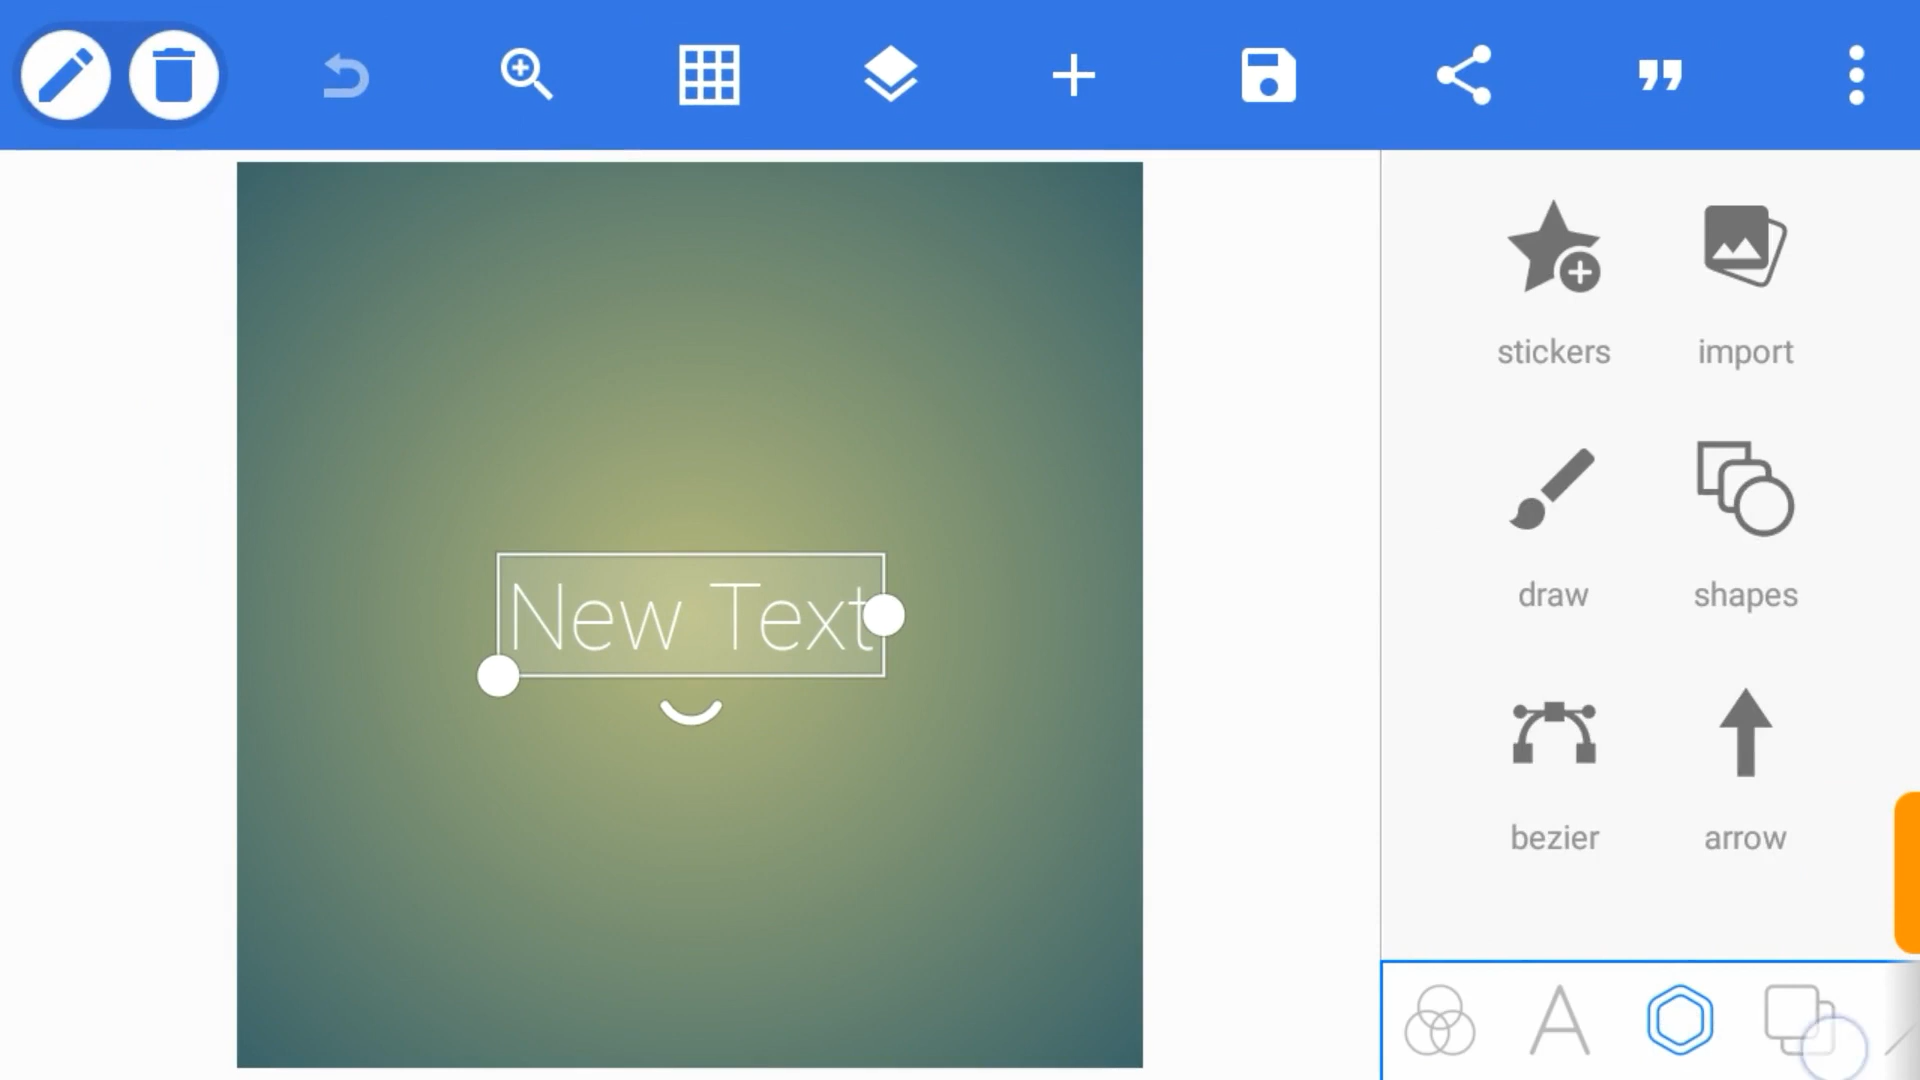 New Text
stickers
import
draw
shapes
bezier
arrow